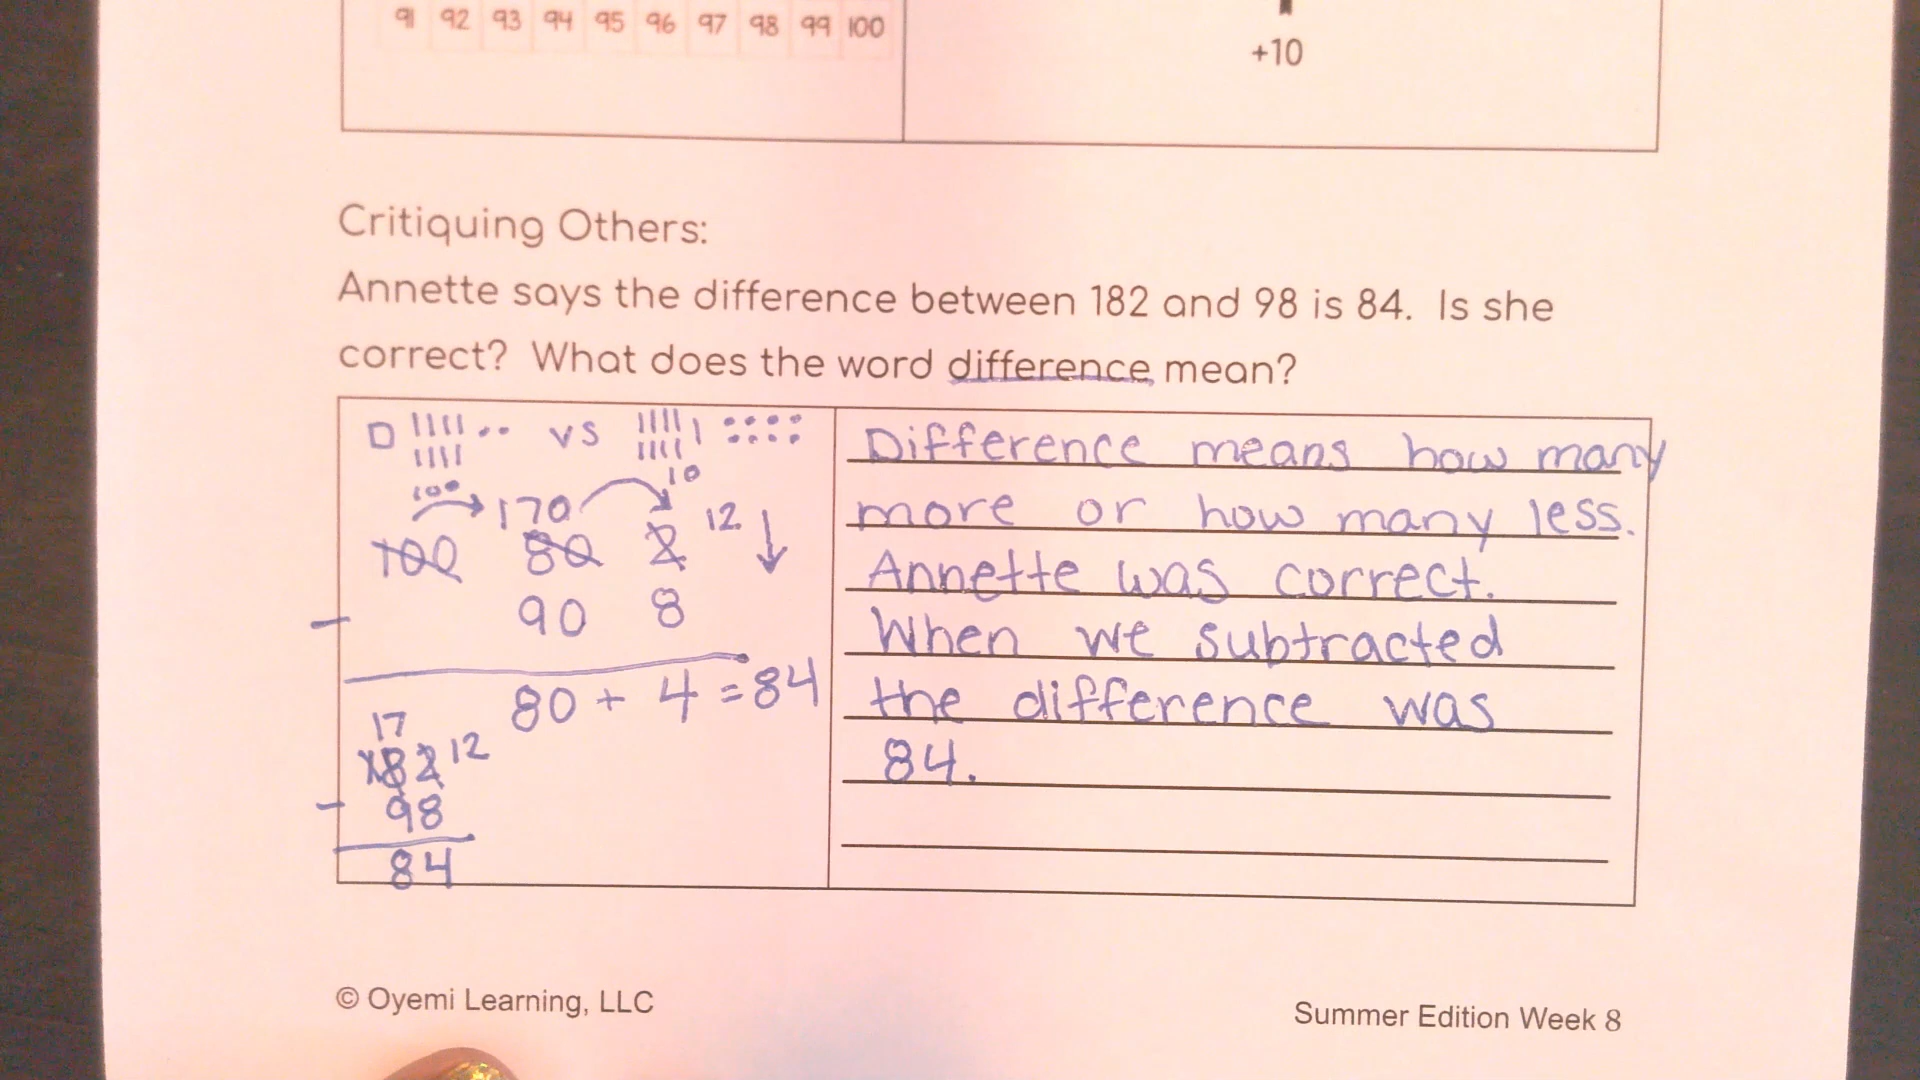 91 92 93 94 95 96 97 98 99 100
+10
Critiquing Others:
Annette says the difference between 182 and 98 is 84. Is she
correct? What does the word difference mean?
vs
100 170 10 12
100 80 2
- 90 8
80 + 4 = 84
17
182 12
- 98
84
Difference means how many
more or how many less.
Annette was correct.
When we subtracted
the difference was
84.
© Oyemi Learning, LLC
Summer Edition Week 8